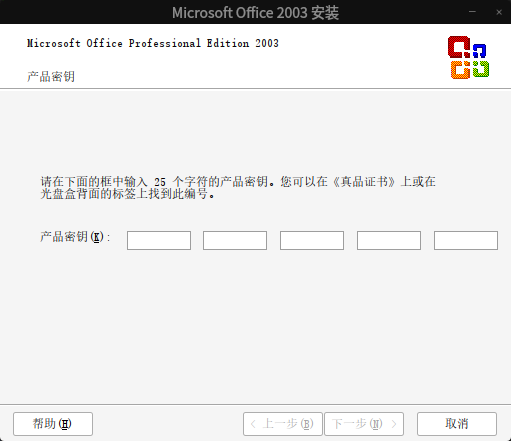 Microsoft Office 2003 安装
Microsoft Office Professional Edition 2003
产品密钥
请在下面的框中输入 25 个字符的产品密钥。您可以在《真品证书》上或在
光盘盒背面的标签上找到此编号。
产品密钥(K):
帮助(H)
< 上一步(B)
下一步(N) >
取消